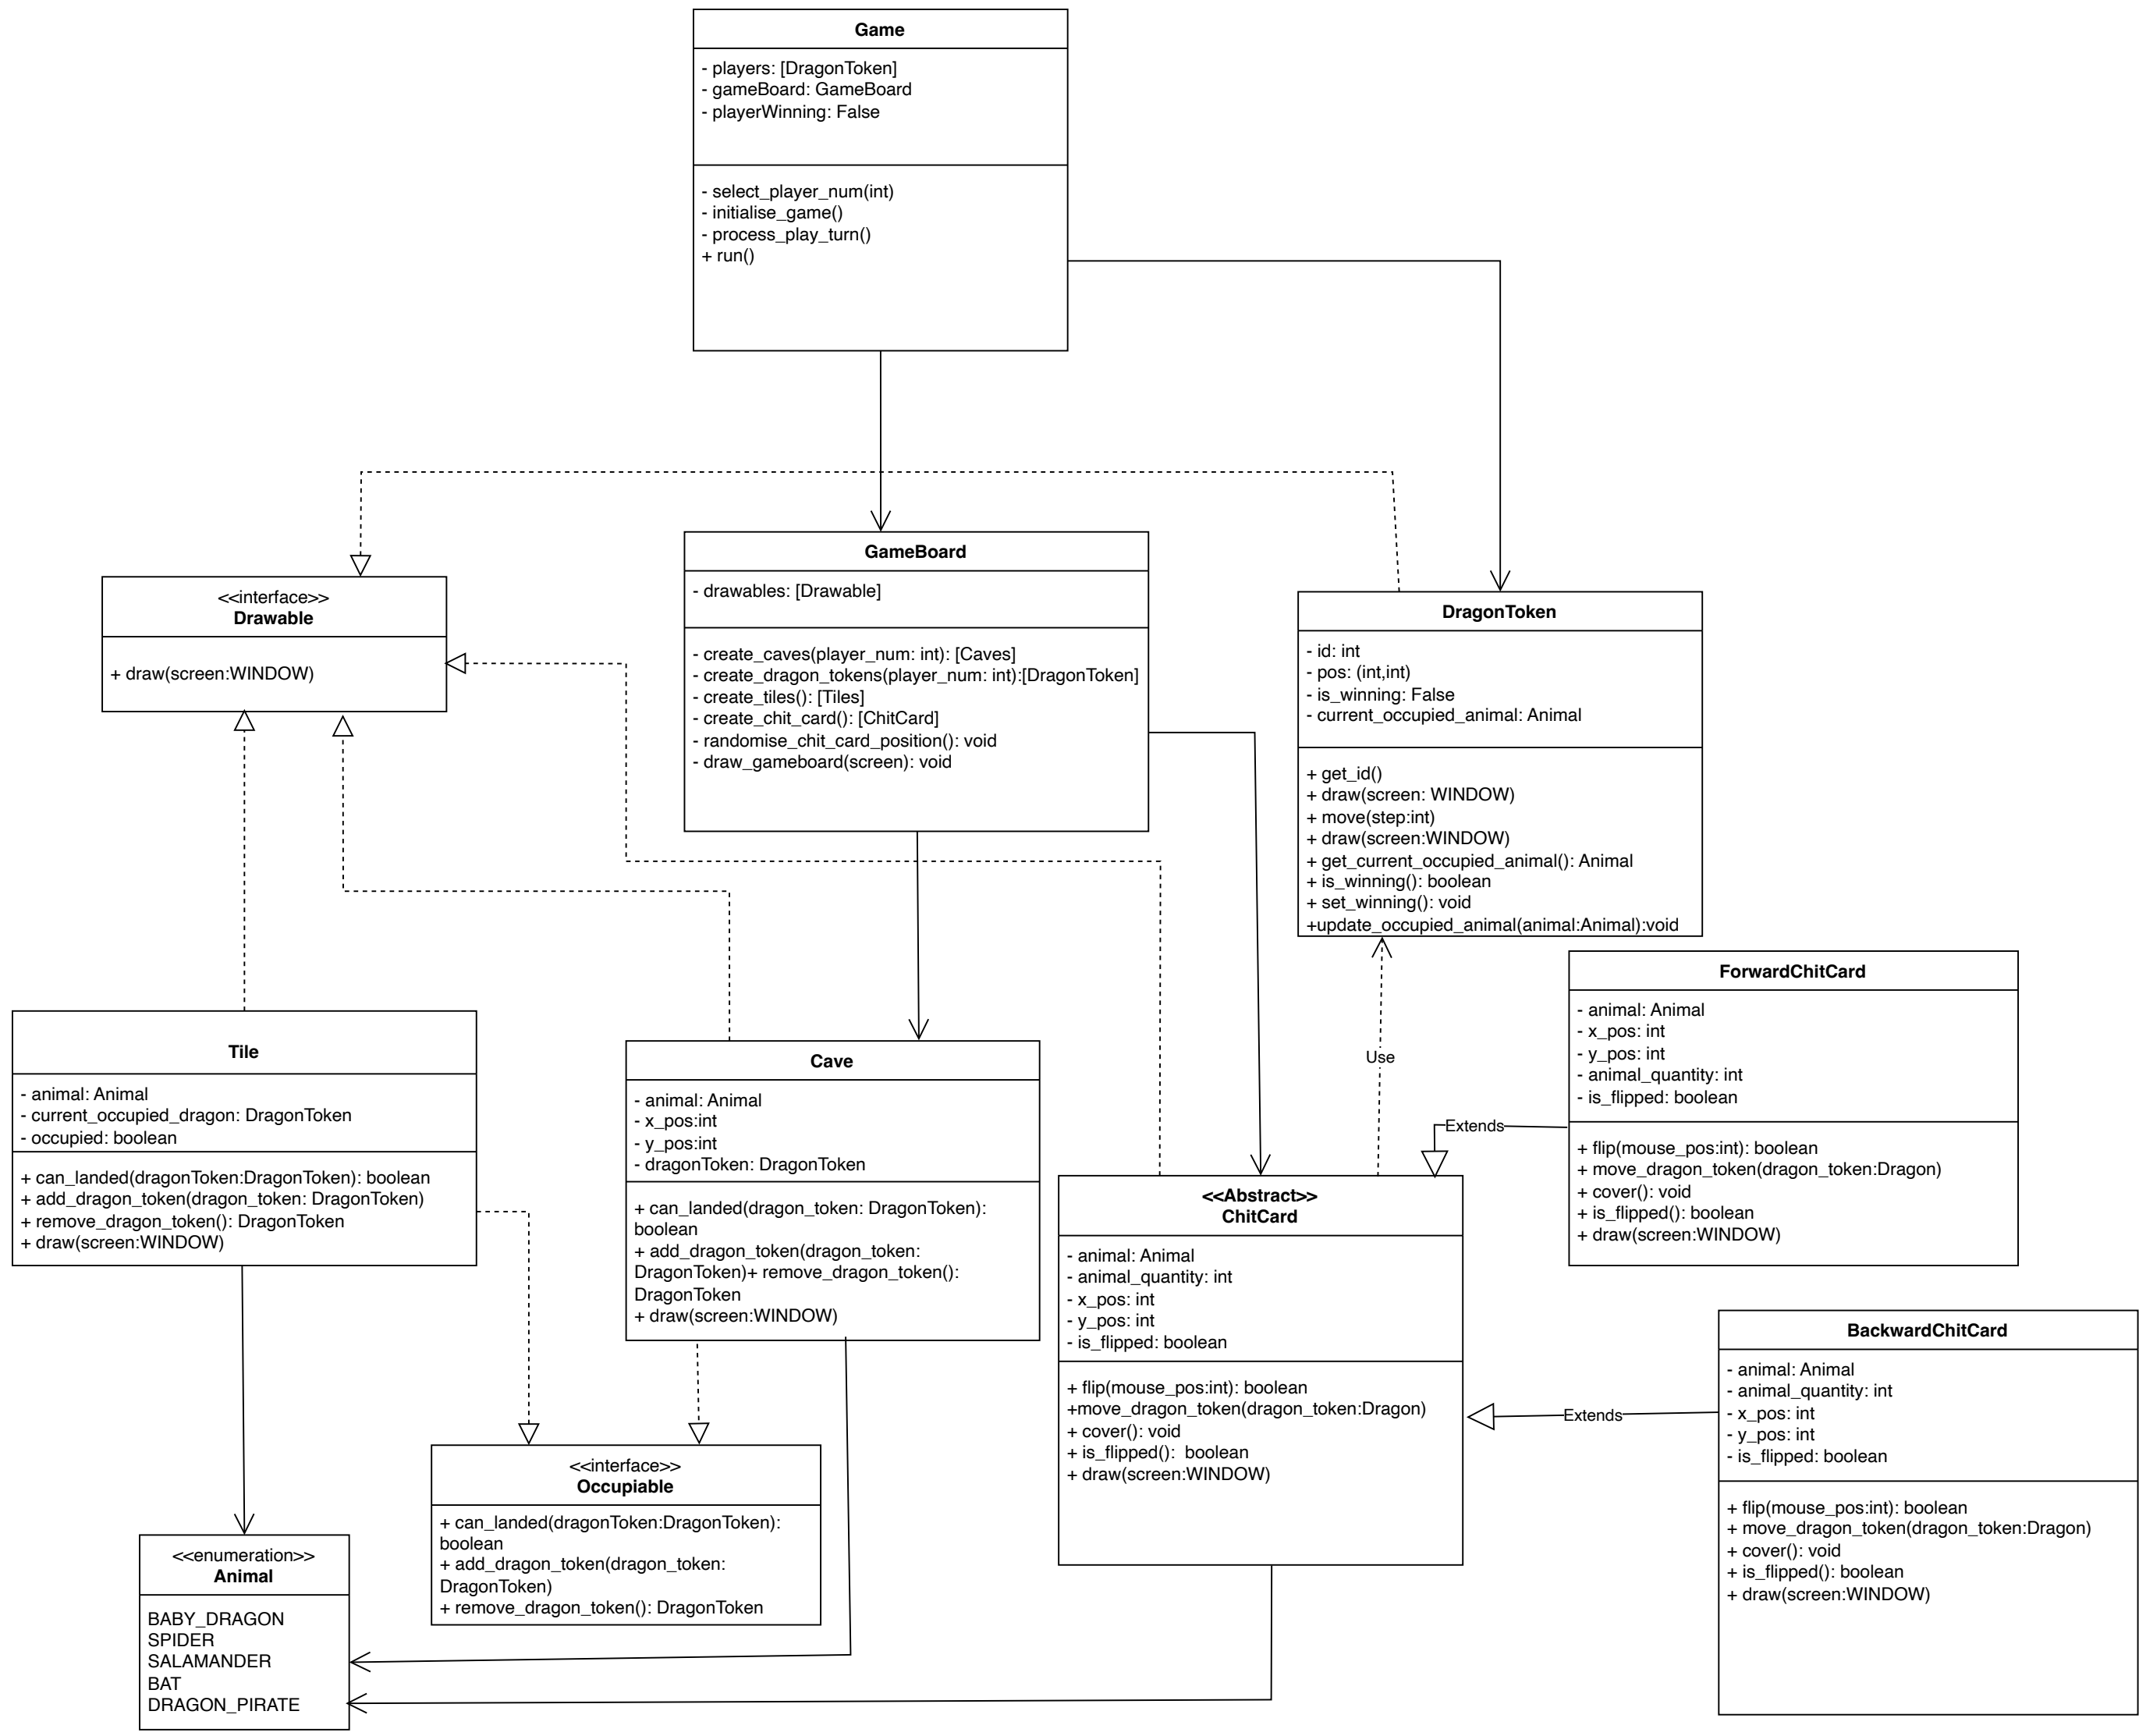 Game
- players: [DragonToken]
- gameBoard: GameBoard
- playerWinning: False
- select_player_num(int)
- initialise_game()
- process_play_turn()
+ run()
<<interface>>
Drawable
+ draw(screen:WINDOW)
GameBoard
- drawables: [Drawable]
- create_caves(player_num: int): [Caves]
- create_dragon_tokens(player_num: int):[DragonToken]
- create_tiles(): [Tiles]
- create_chit_card(): [ChitCard]
- randomise_chit_card_position(): void
- draw_gameboard(screen): void
DragonToken
- id: int
- pos: (int,int)
- is_winning: False
- current_occupied_animal: Animal
+ get_id()
+ draw(screen: WINDOW)
+ move(step:int)
+ draw(screen:WINDOW)
+ get_current_occupied_animal(): Animal
+ is_winning(): boolean
+ set_winning(): void
+update_occupied_animal(animal:Animal):void
Tile
- animal: Animal
- current_occupied_dragon: DragonToken
- occupied: boolean
+ can_landed(dragonToken:DragonToken): boolean
+ add_dragon_token(dragon_token: DragonToken)
+ remove_dragon_token(): DragonToken
+ draw(screen:WINDOW)
Cave
- animal: Animal
- x_pos:int
- y_pos:int
- dragonToken: DragonToken
+ can_landed(dragon_token: DragonToken):
boolean
+ add_dragon_token(dragon_token:
DragonToken)+ remove_dragon_token():
DragonToken
+ draw(screen:WINDOW)
Use
Extends
ForwardChitCard
- animal: Animal
- x_pos: int
- y_pos: int
- animal_quantity: int
- is_flipped: boolean
+ flip(mouse_pos:int): boolean
+ move_dragon_token(dragon_token:Dragon)
+ cover(): void
+ is_flipped(): boolean
+ draw(screen:WINDOW)
<<Abstract>>
ChitCard
- animal: Animal
- animal_quantity: int
- x_pos: int
- y_pos: int
- is_flipped: boolean
+ flip(mouse_pos:int): boolean
+move_dragon_token(dragon_token:Dragon)
+ cover(): void
+ is_flipped(): boolean
+ draw(screen:WINDOW)
Extends
BackwardChitCard
- animal: Animal
- animal_quantity: int
- x_pos: int
- y_pos: int
- is_flipped: boolean
+ flip(mouse_pos:int): boolean
+ move_dragon_token(dragon_token:Dragon)
+ cover(): void
+ is_flipped(): boolean
+ draw(screen:WINDOW)
<<interface>>
Occupiable
+ can_landed(dragonToken:DragonToken):
boolean
+ add_dragon_token(dragon_token:
DragonToken)
+ remove_dragon_token(): DragonToken
<<enumeration>>
Animal
BABY_DRAGON
SPIDER
SALAMANDER
BAT
DRAGON_PIRATE